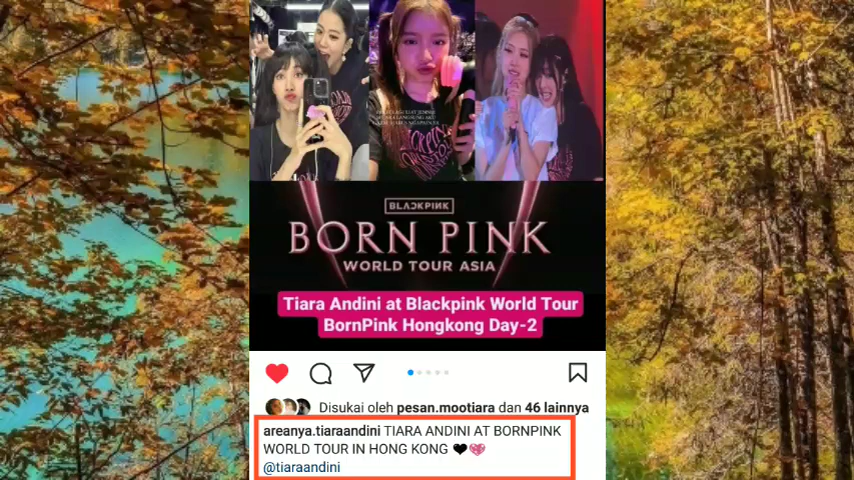 BLACKPINK
BORN PINK
WORLD TOUR ASIA
Tiara Andini at Blackpink World Tour
BornPink Hongkong Day-2
Disukai oleh pesan.mootiara dan 46 lainnya
areanya.tiaraandini TIARA ANDINI AT BORNPINK
WORLD TOUR IN HONG KONG 🖤💖
@tiaraandini